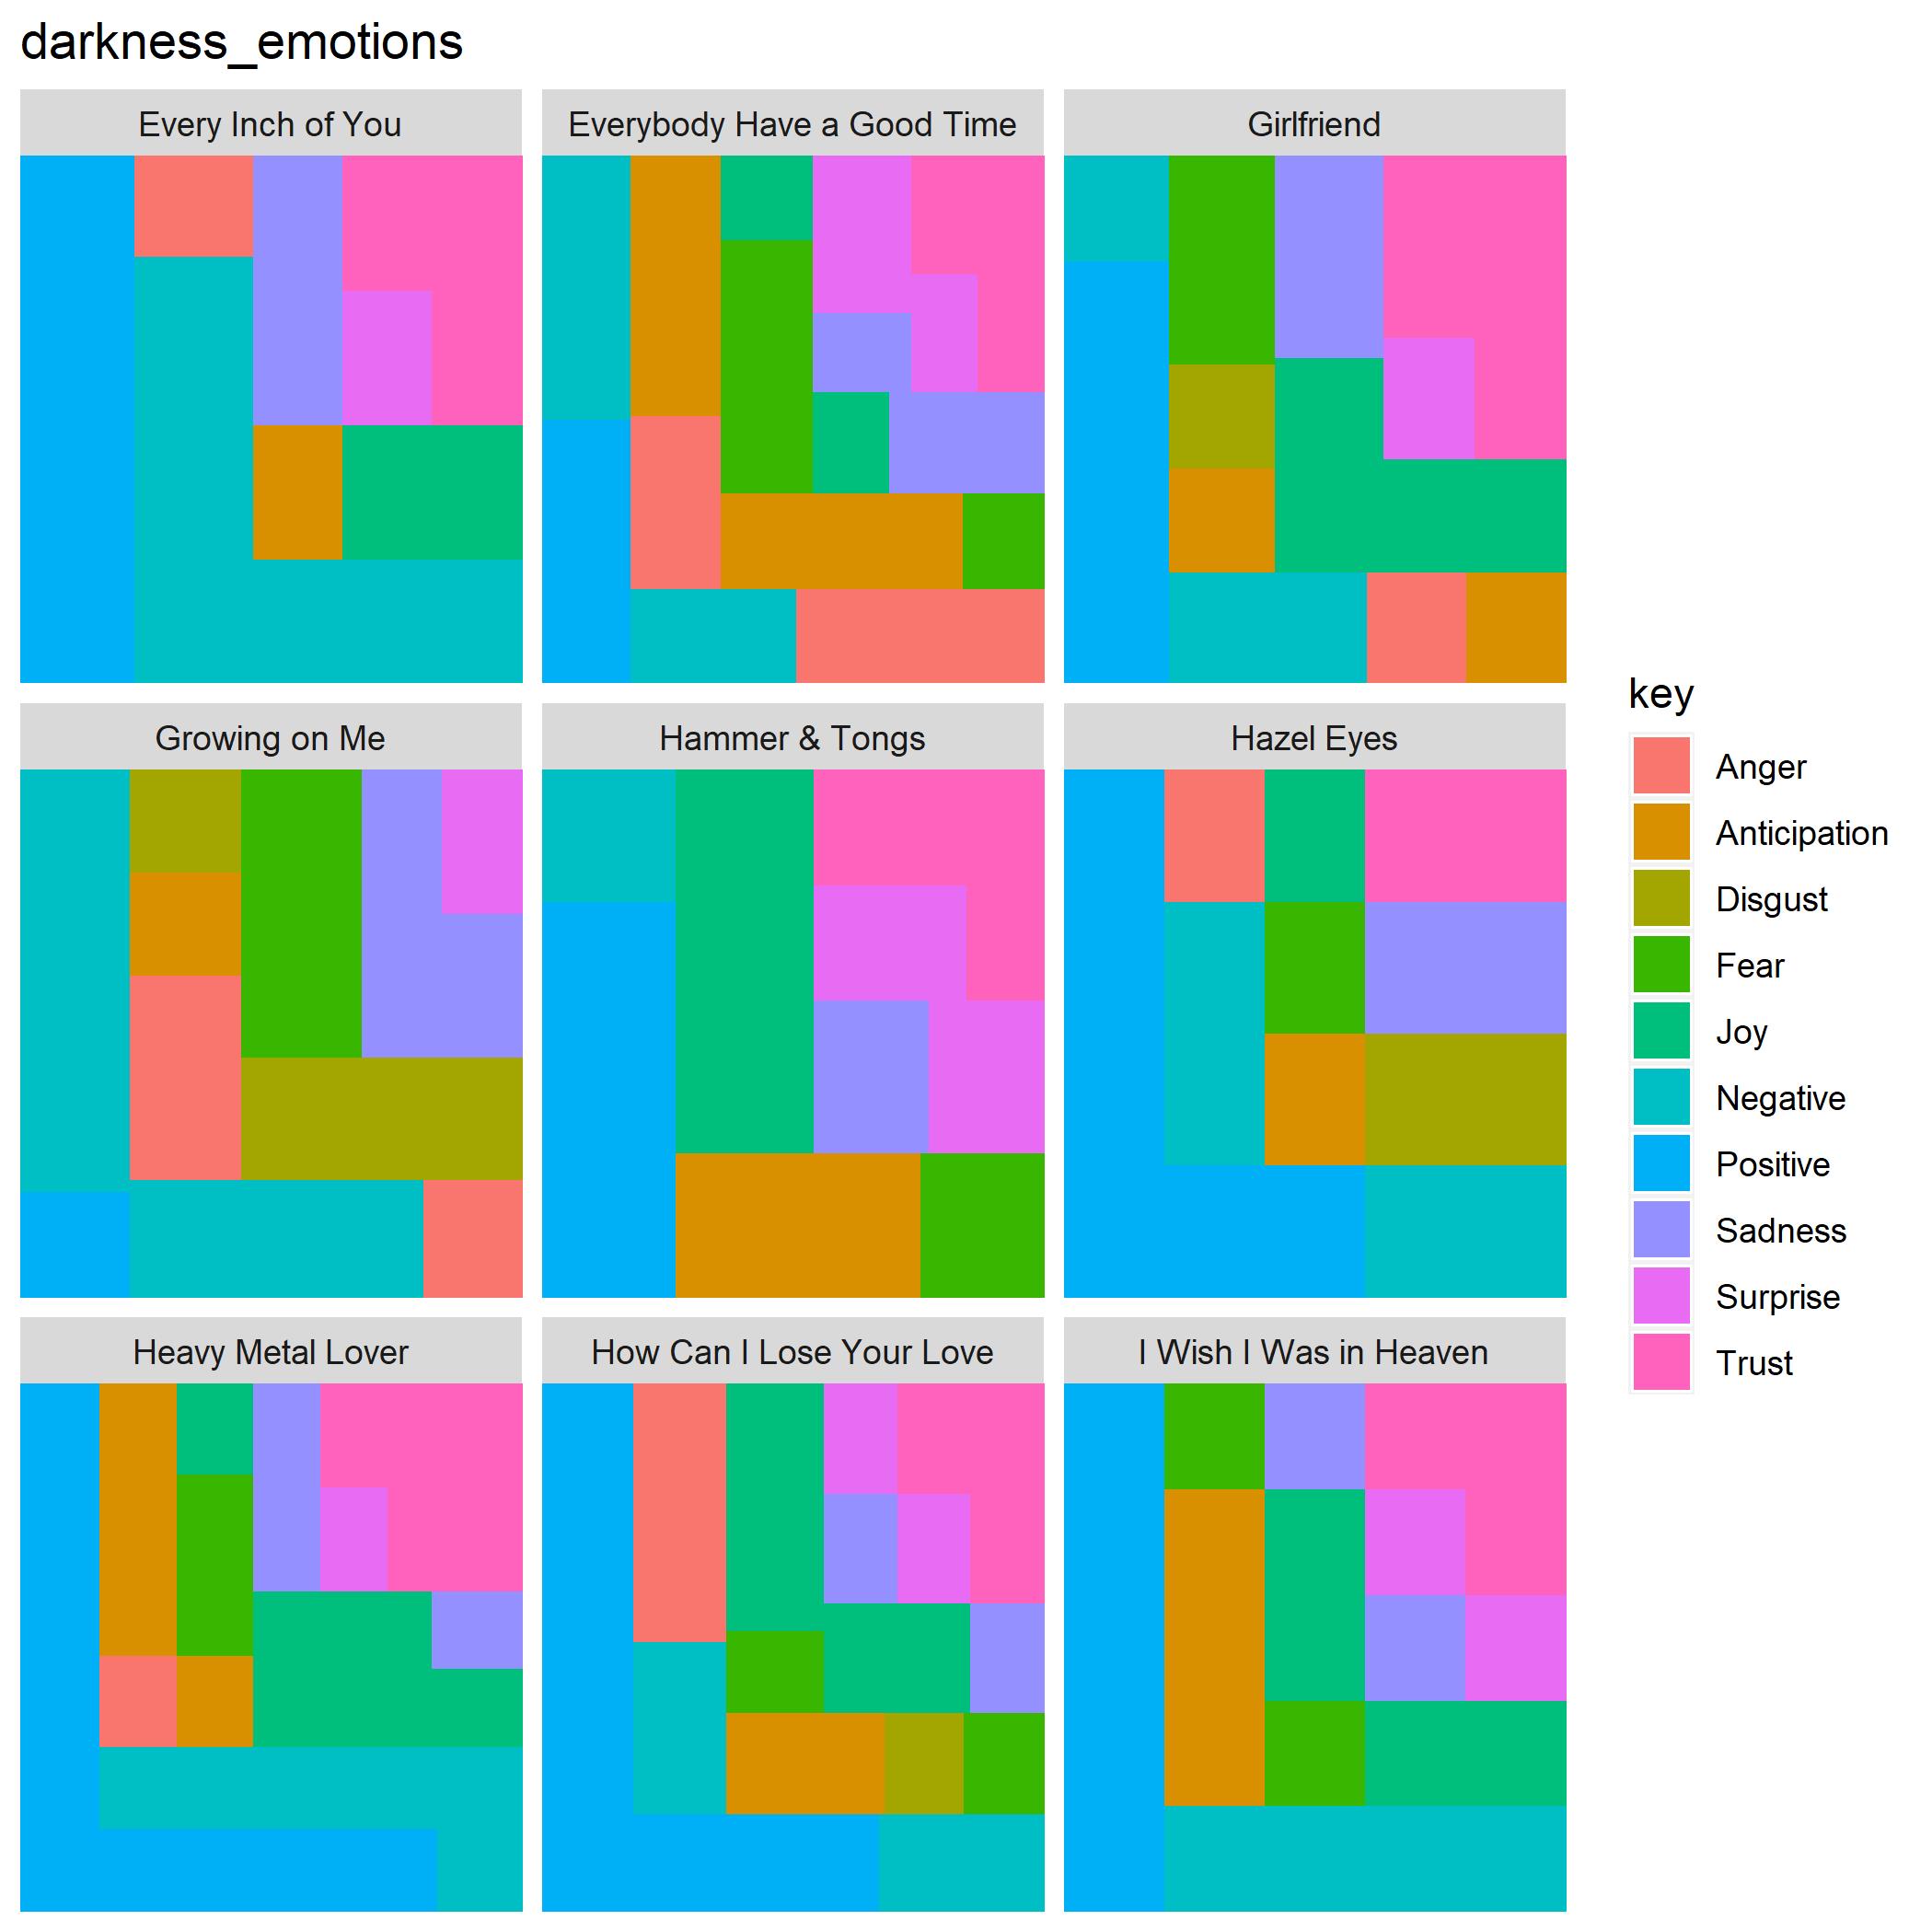 darkness_emotions
Every Inch of You
Everybody Have a Good Time
Girlfriend
Growing on Me
Hammer & Tongs
Hazel Eyes
Heavy Metal Lover
How Can I Lose Your Love
I Wish I Was in Heaven
key
Anger
Anticipation
Disgust
Fear
Joy
Negative
Positive
Sadness
Surprise
Trust